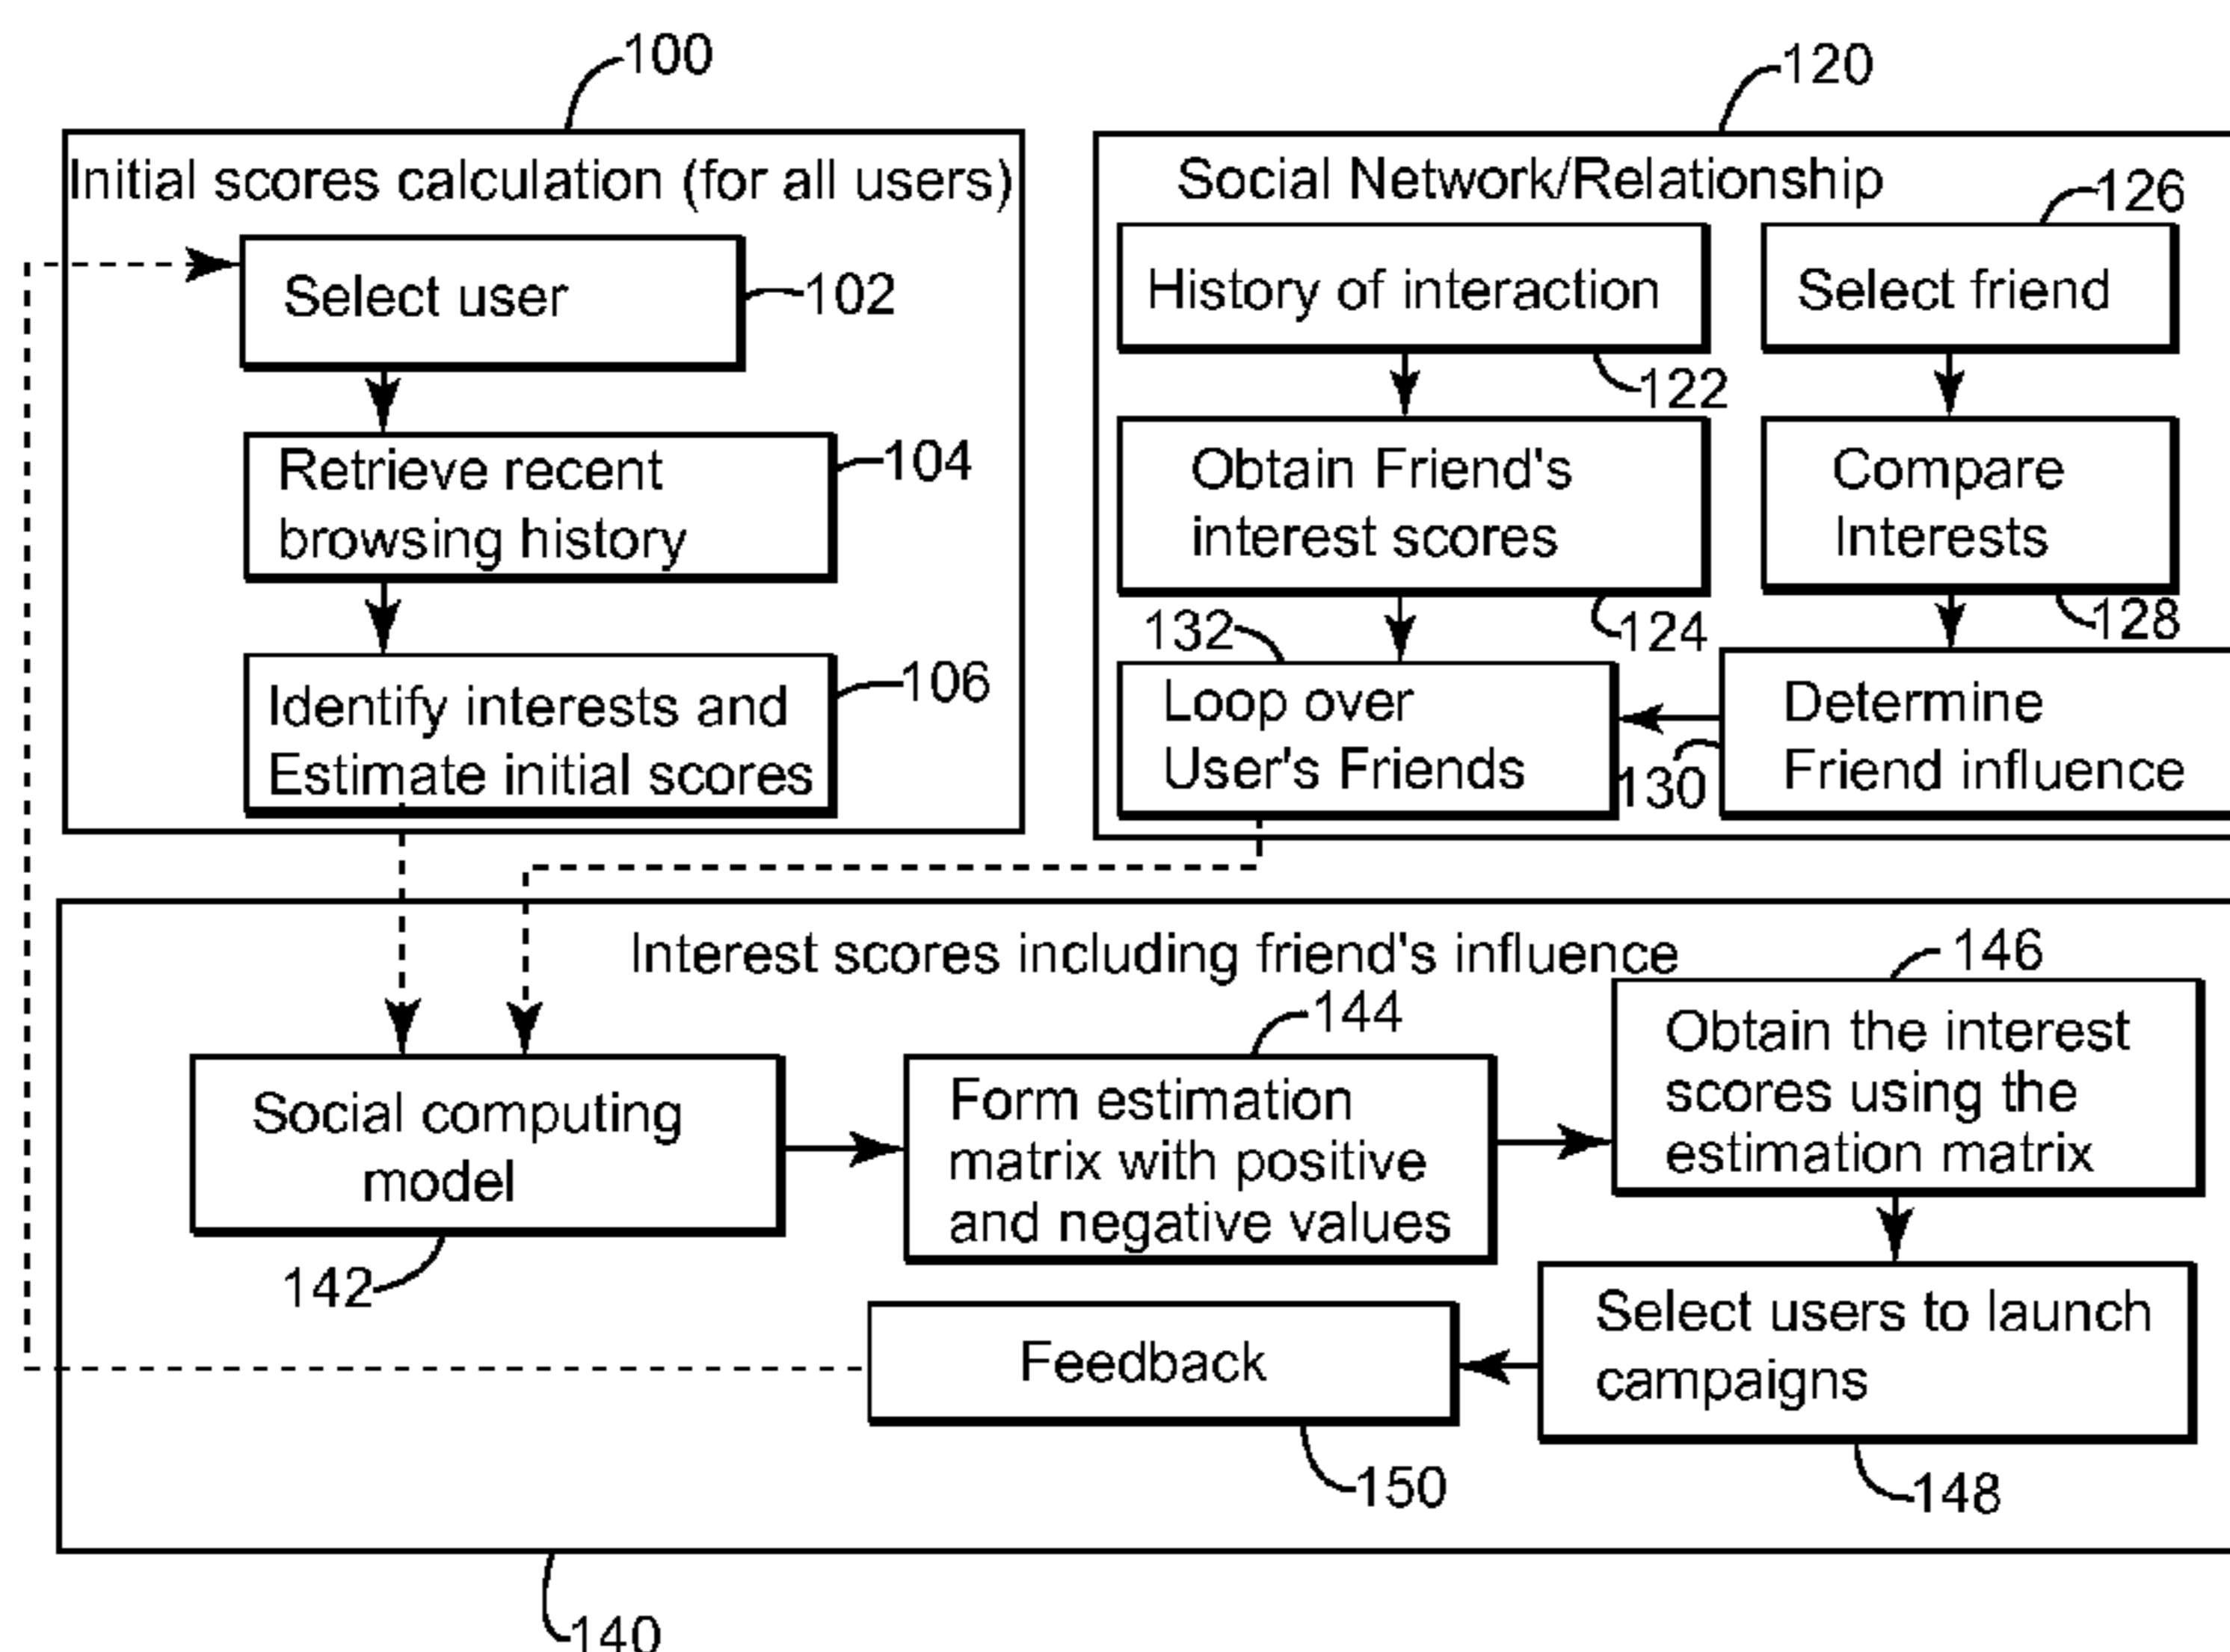 100
Initial scores calculation (for all users)
Select user
102
Retrieve recent
browsing history
104
Identify interests and
Estimate initial scores
106
120
Social Network/Relationship
History of interaction
122
Obtain Friend's
interest scores
124
126
Select friend
Compare
Interests
128
132
Loop over
User's Friends
130
Determine
Friend influence
Interest scores including friend's influence
Social computing
model
142
144
Form estimation
matrix with positive
and negative values
146
Obtain the interest
scores using the
estimation matrix
Select users to launch
campaigns
148
Feedback
150
140